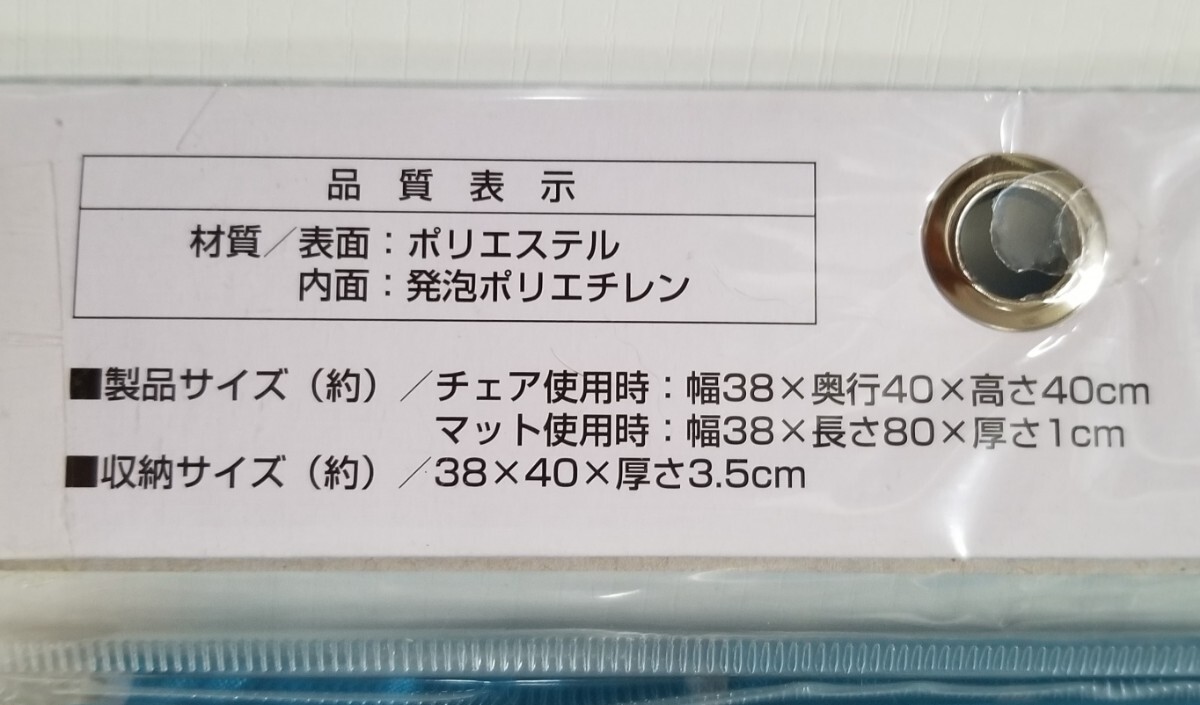 品質表示
材質／表面：ポリエステル
内面：発泡ポリエチレン
■製品サイズ（約）／チェア使用時：幅38×奥行40×高さ40cm
マット使用時：幅38×長さ80×厚さ1cm
■収納サイズ（約）／38×40×厚さ3.5cm